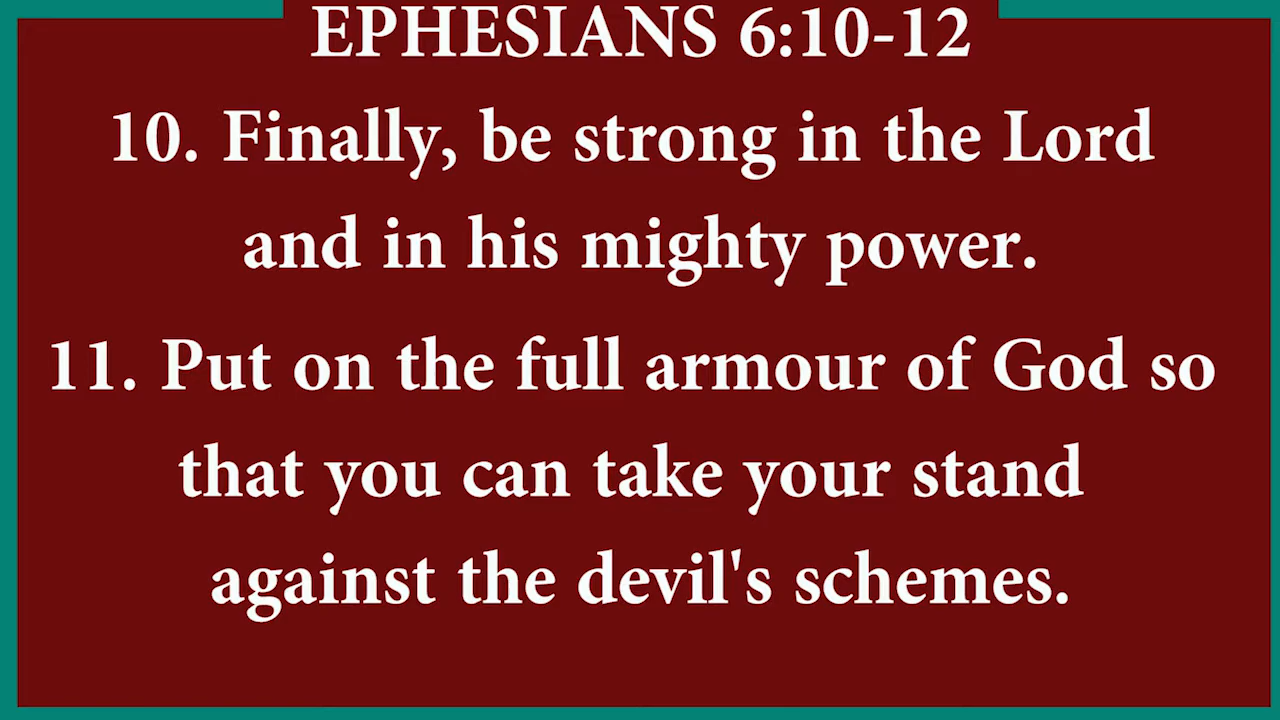 EPHESIANS 6:10-12
10. Finally, be strong in the Lord
and in his mighty power.
11. Put on the full armour of God so
that you can take your stand
against the devil's schemes.